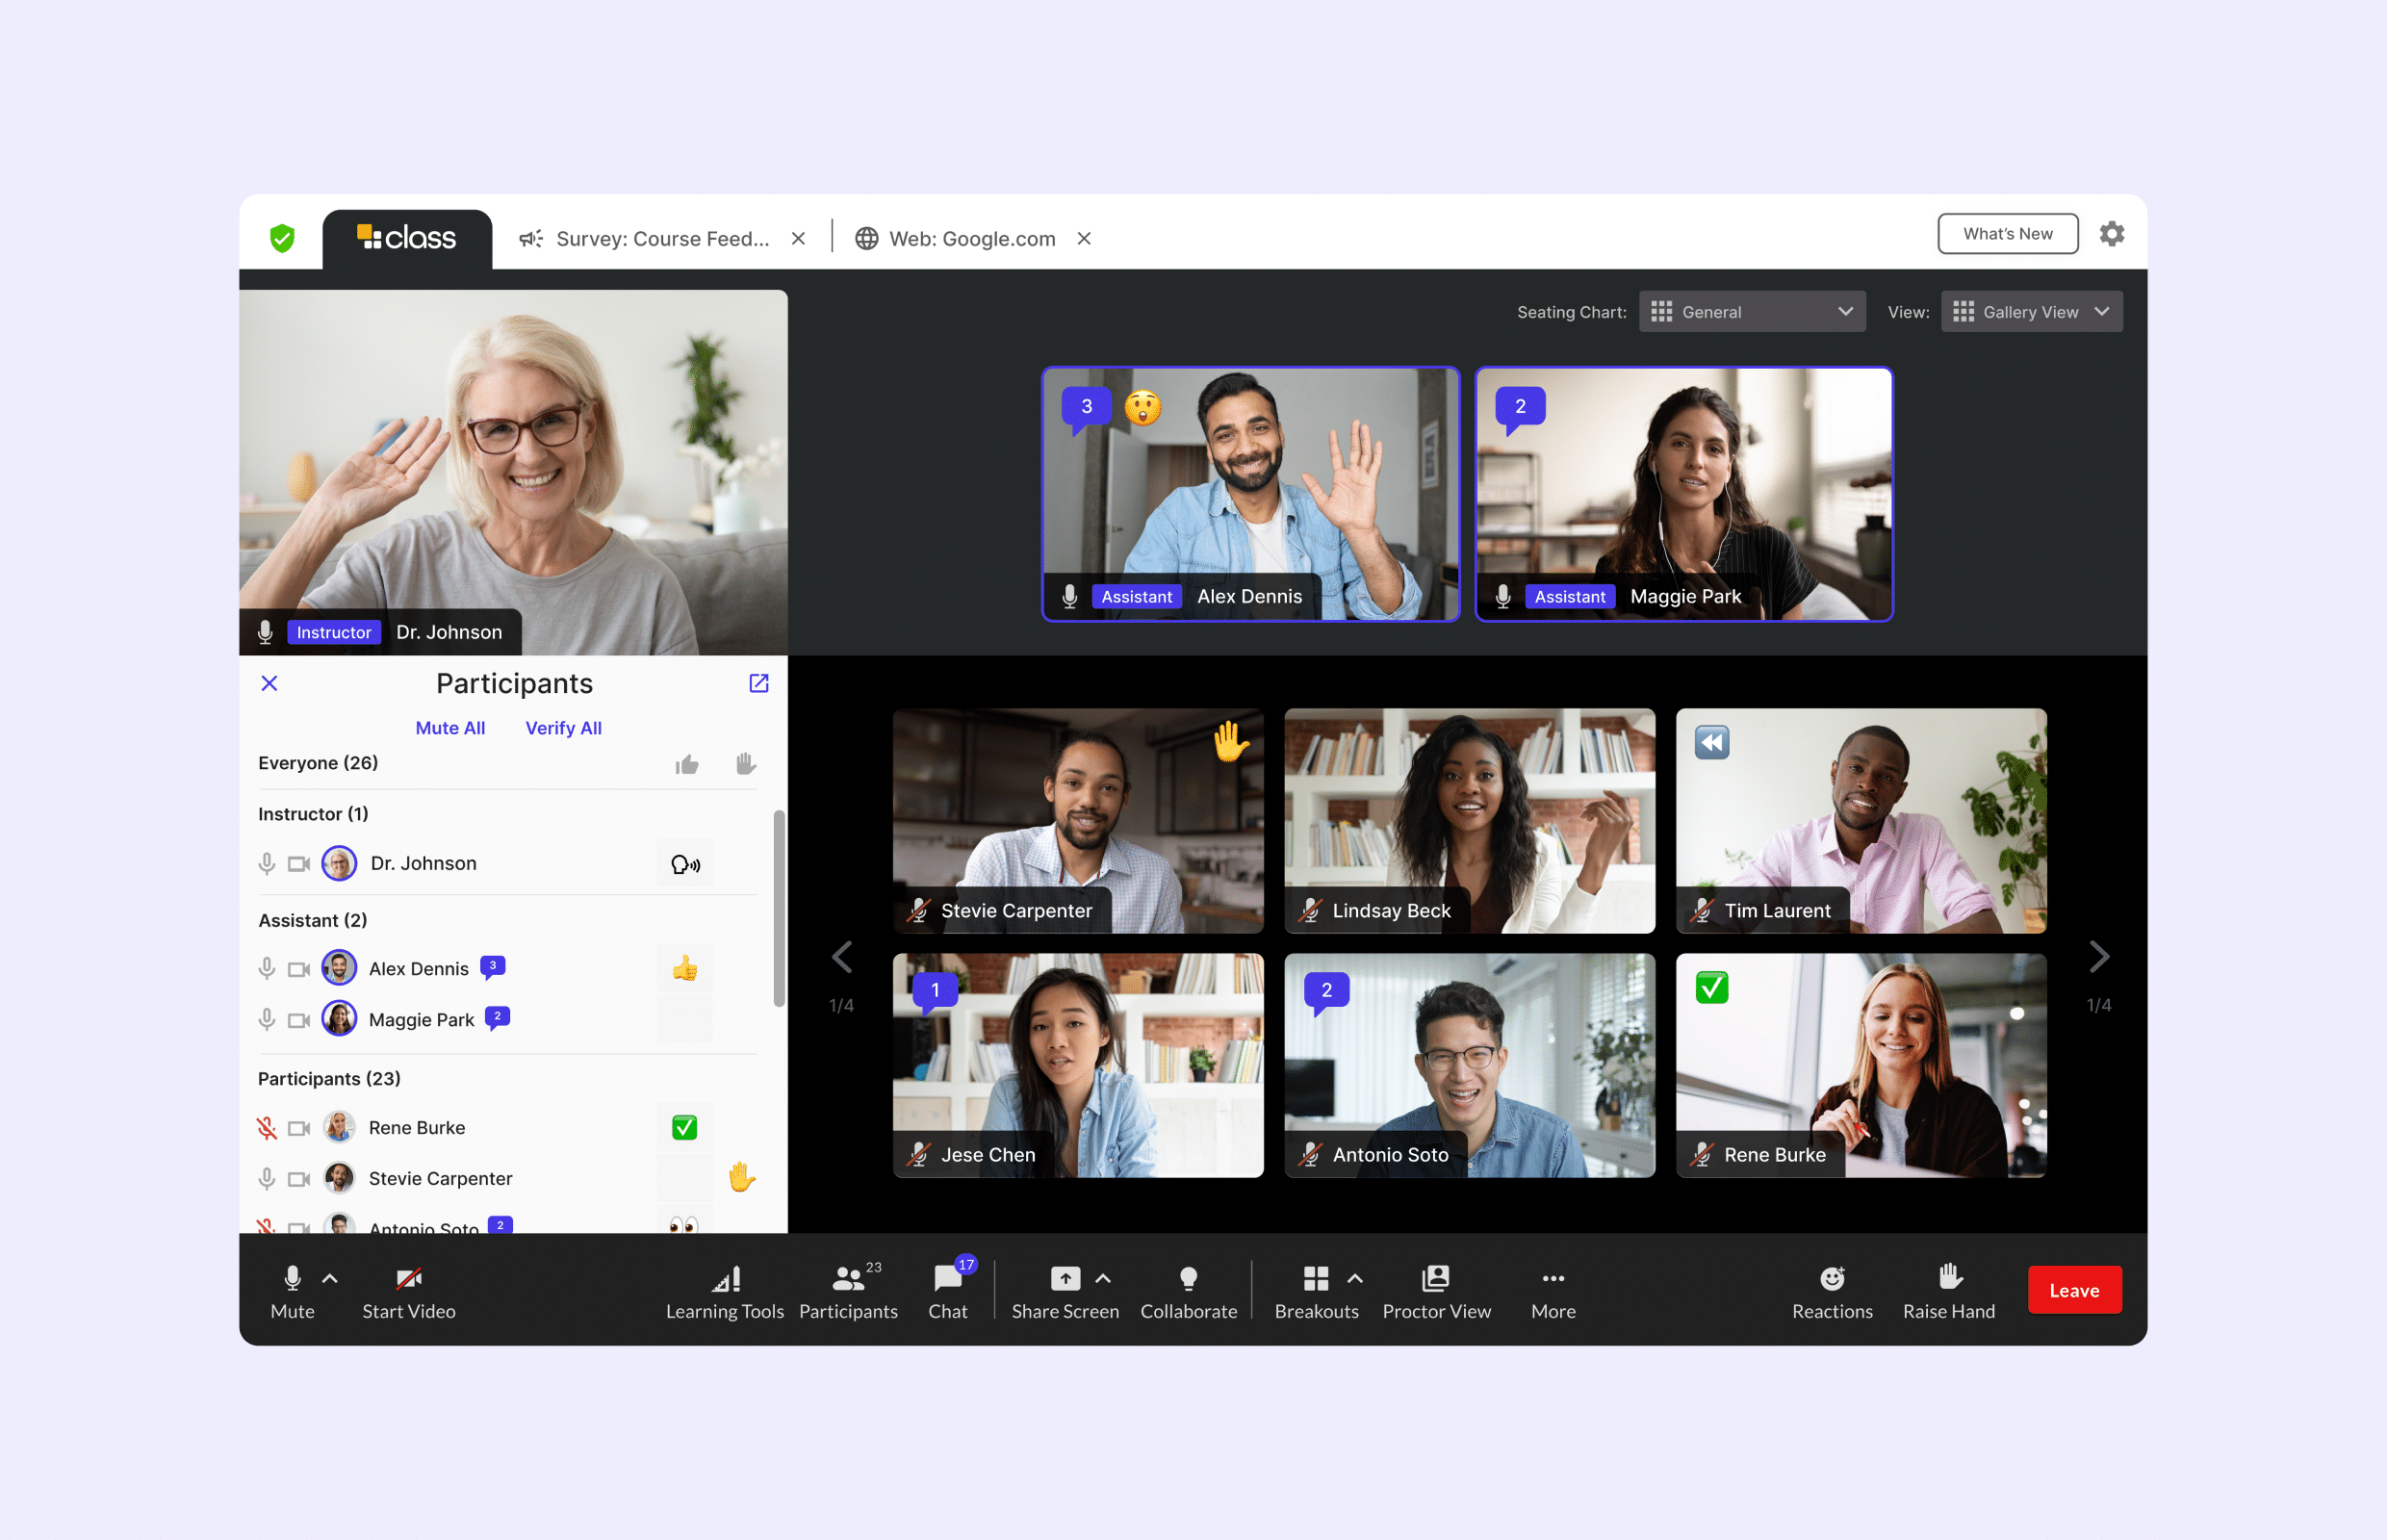 class
Survey: Course Feed...
Web: Google.com
What's New
Seating Chart:
General
View:
Gallery View
Instructor Dr. Johnson
3
Assistant Alex Dennis
2
Assistant Maggie Park
Participants
Mute All Verify All
Everyone (26)
Instructor (1)
Dr. Johnson
Assistant (2)
Alex Dennis 3
Maggie Park 2
Participants (23)
Rene Burke
Stevie Carpenter
Antonio Soto 2
Stevie Carpenter
Lindsay Beck
Tim Laurent
1/4
1/4
1
Jese Chen
2
Antonio Soto
Rene Burke
Mute
Start Video
Learning Tools
23
Participants
17
Chat
Share Screen
Collaborate
Breakouts
Proctor View
More
Reactions
Raise Hand
Leave